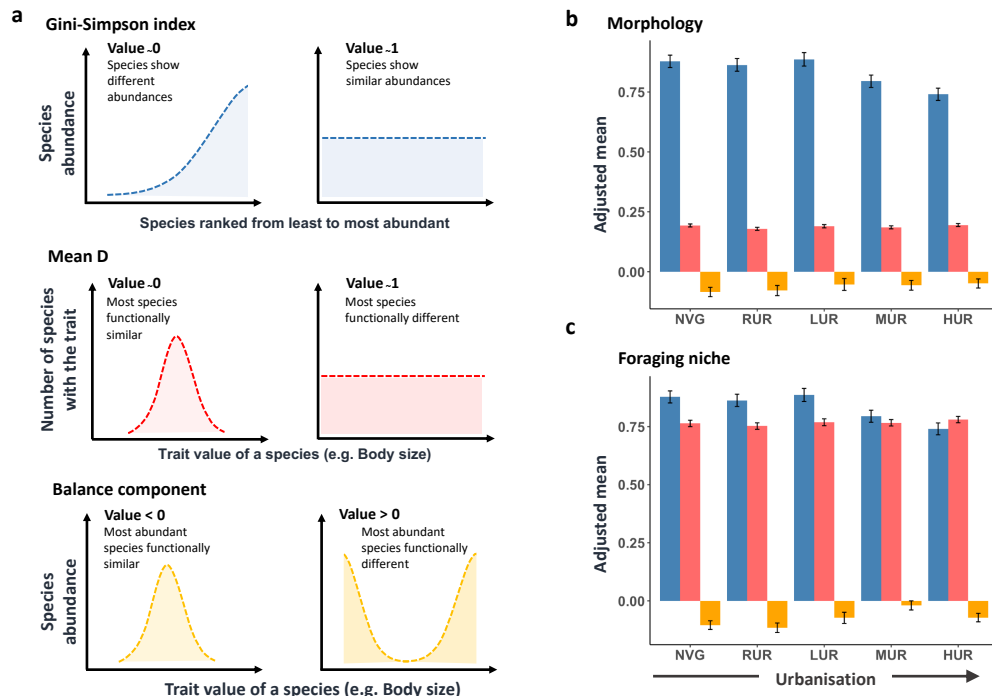 a
Gini-Simpson index
Value ~0
Species show
different
abundances
Value ~1
Species show
similar abundances
Species
abundance
Species ranked from least to most abundant
Mean D
Value ~0
Most species
functionally
similar
Value ~1
Most species
functionally different
Number of species
with the trait
Trait value of a species (e.g. Body size)
Balance component
Value < 0
Most abundant
species functionally
similar
Value > 0
Most abundant
species functionally
different
Species
abundance
Trait value of a species (e.g. Body size)
b
Morphology
Adjusted mean
0.75
0.50
0.25
0.00
NVG RUR LUR MUR HUR
c
Foraging niche
Adjusted mean
0.75
0.50
0.25
0.00
NVG RUR LUR MUR HUR
Urbanisation